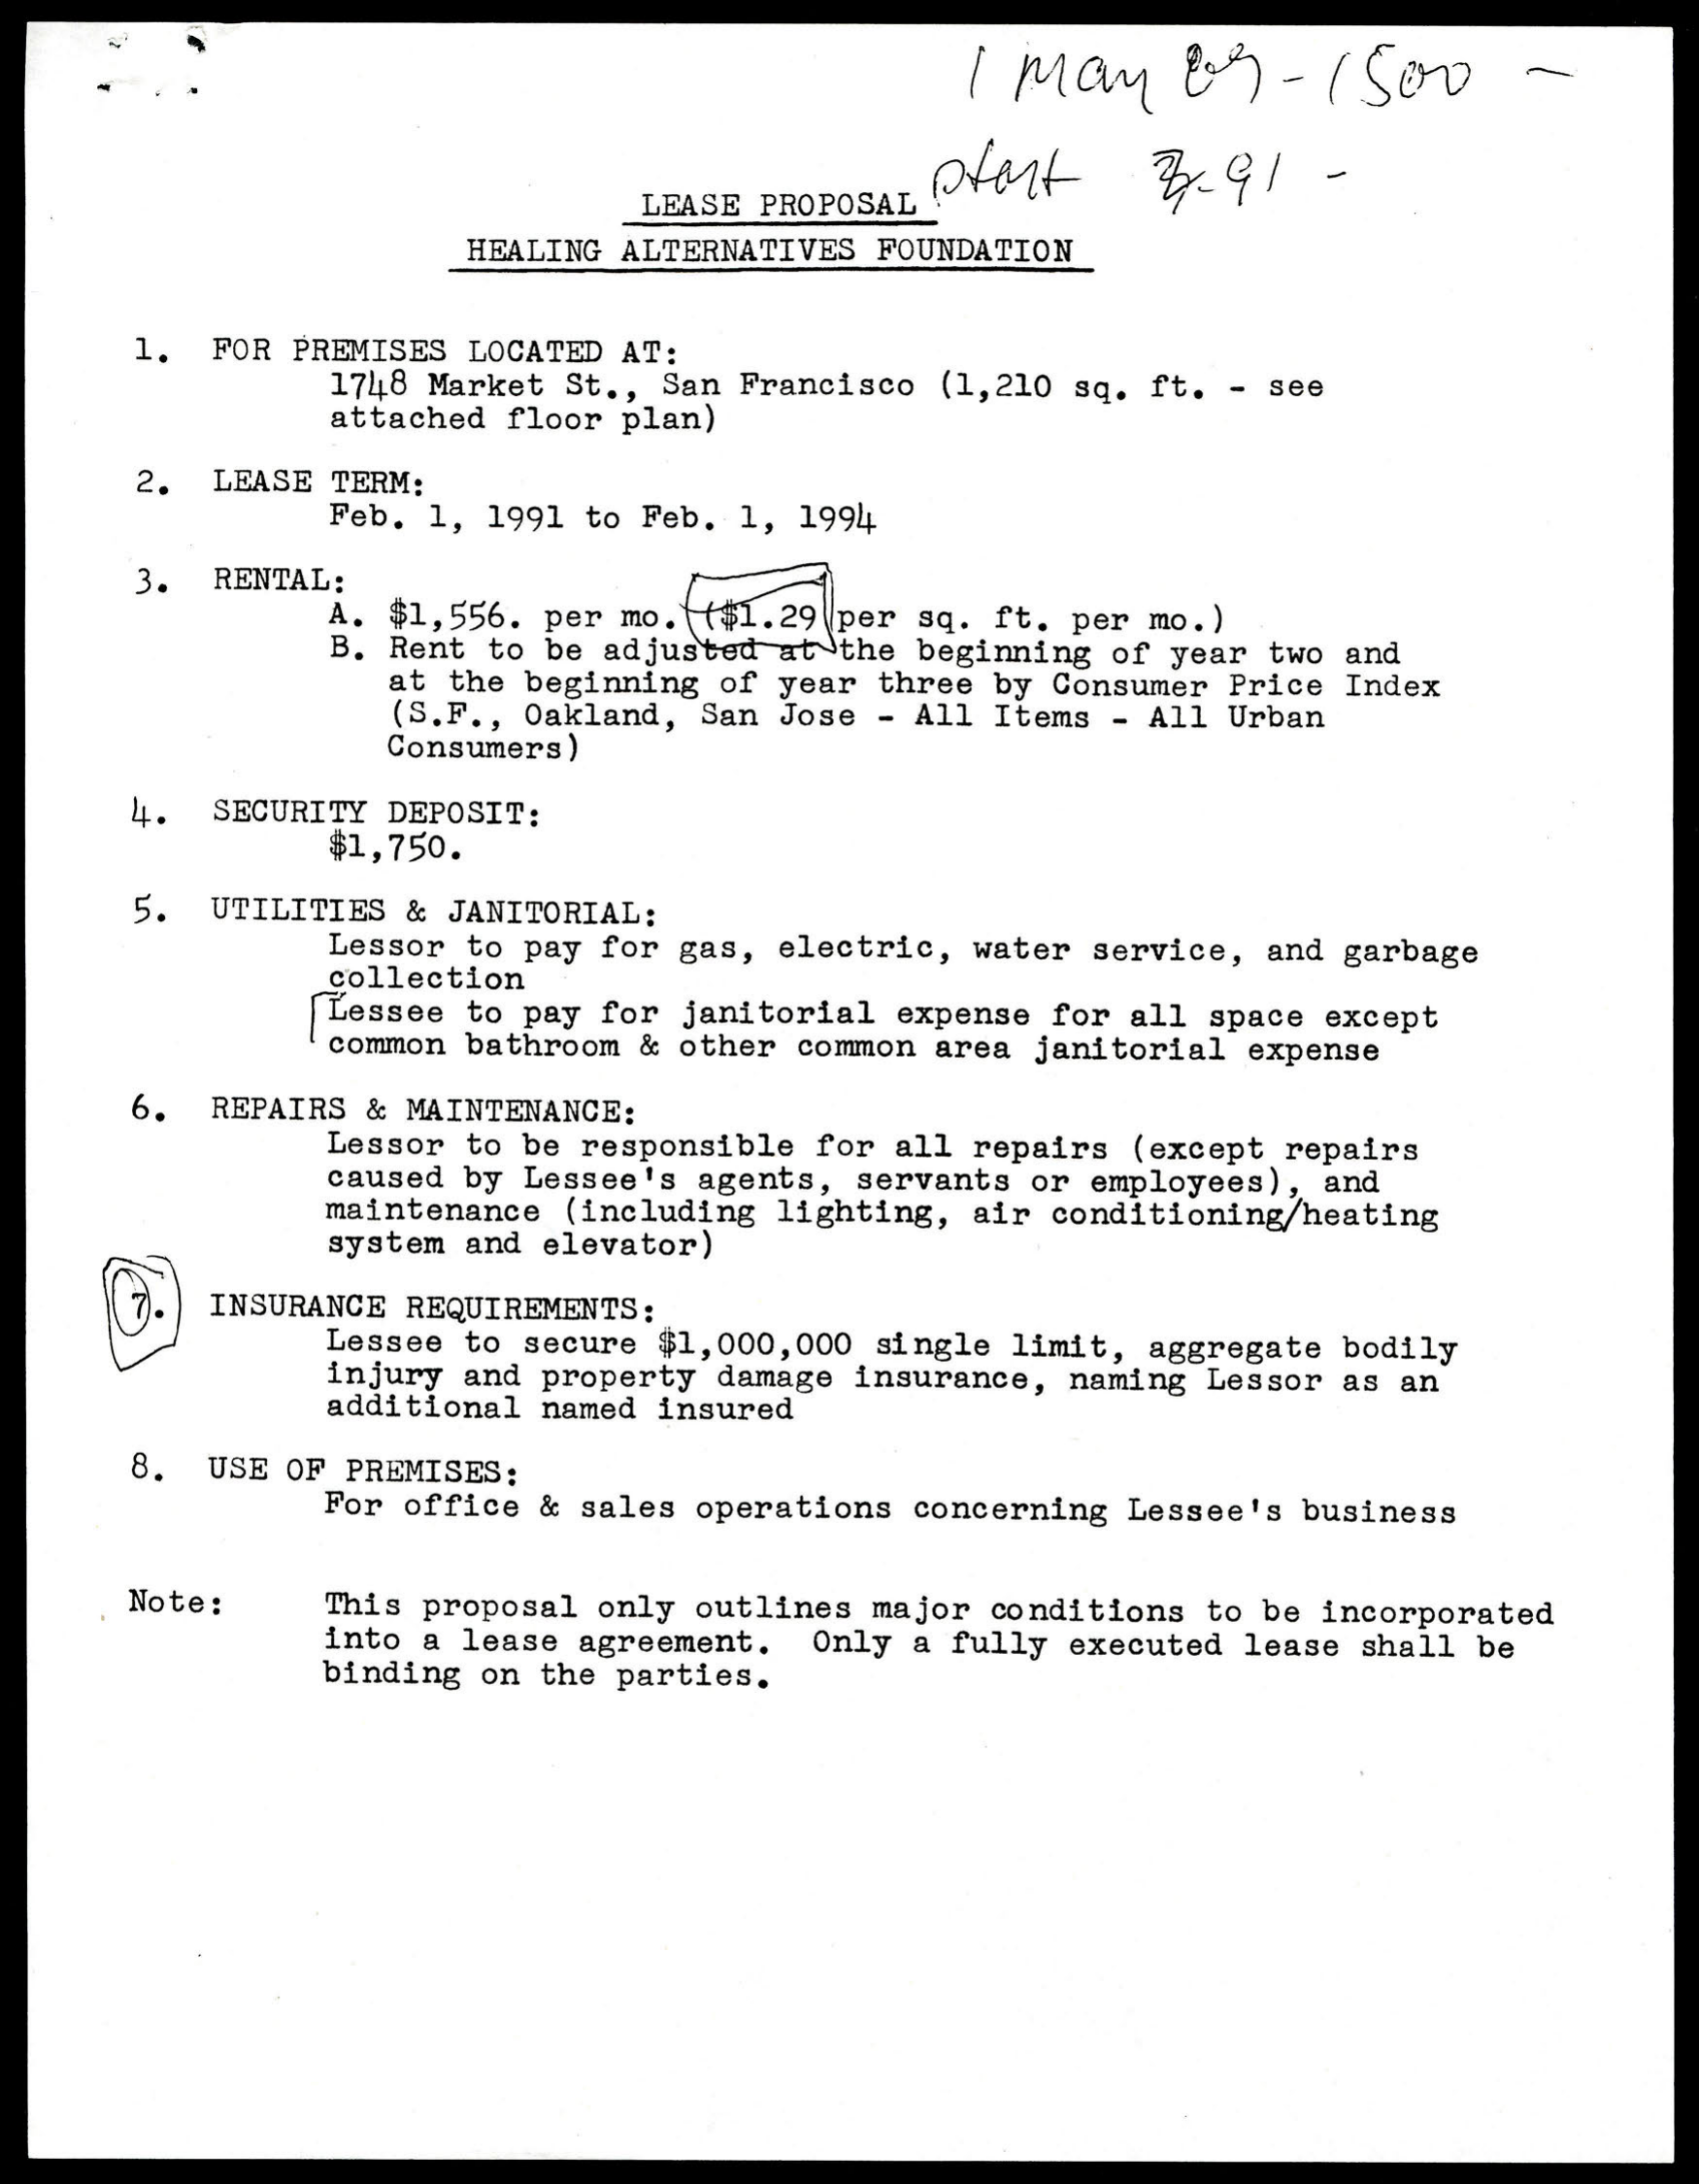 1 May 89 - 1500 -
start - 91 -
LEASE PROPOSAL
HEALING ALTERNATIVES FOUNDATION
1. FOR PREMISES LOCATED AT:
1748 Market St., San Francisco (1,210 sq. ft. - see
attached floor plan)
2. LEASE TERM:
Feb. 1, 1991 to Feb. 1, 1994
3. RENTAL:
A. $1,556. per mo. ($1.29 per sq. ft. per mo.)
B. Rent to be adjusted at the beginning of year two and
at the beginning of year three by Consumer Price Index
(S.F., Oakland, San Jose - All Items - All Urban
Consumers)
4. SECURITY DEPOSIT:
$1,750.
5. UTILITIES & JANITORIAL:
Lessor to pay for gas, electric, water service, and garbage
collection
Lessee to pay for janitorial expense for all space except
common bathroom & other common area janitorial expense
6. REPAIRS & MAINTENANCE:
Lessor to be responsible for all repairs (except repairs
caused by Lessee's agents, servants or employees), and
maintenance (including lighting, air conditioning/heating
system and elevator)
7. INSURANCE REQUIREMENTS:
Lessee to secure $1,000,000 single limit, aggregate bodily
injury and property damage insurance, naming Lessor as an
additional named insured
8. USE OF PREMISES:
For office & sales operations concerning Lessee's business
Note: This proposal only outlines major conditions to be incorporated
into a lease agreement. Only a fully executed lease shall be
binding on the parties.